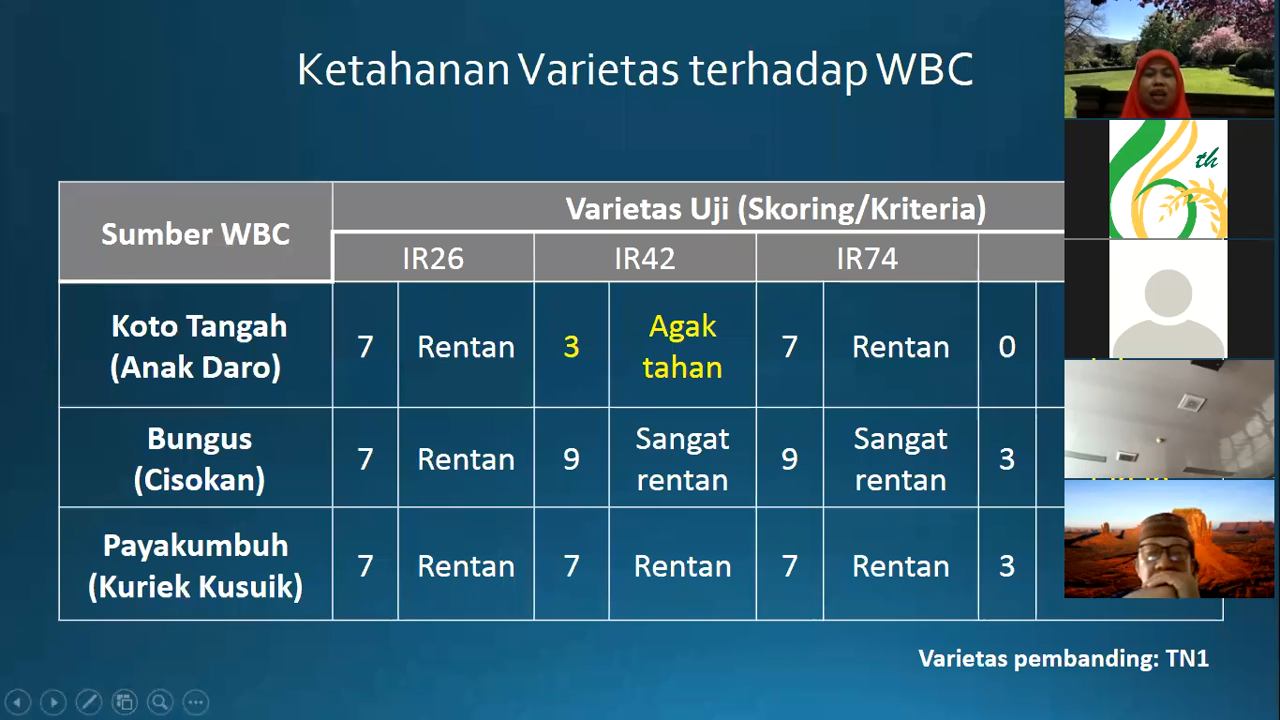 Ketahanan Varietas terhadap WBC
th
Sumber WBC
Varietas Uji (Skoring/Kriteria)
IR26 IR42 IR74
Koto Tangah
(Anak Daro)
7 Rentan 3 Agak
tahan
7 Rentan 0
Bungus
(Cisokan)
7 Rentan 9 Sangat
rentan
9 Sangat
rentan
3
Payakumbuh
(Kuriek Kusuik)
7 Rentan 7 Rentan 7 Rentan 3
Varietas pembanding: TN1